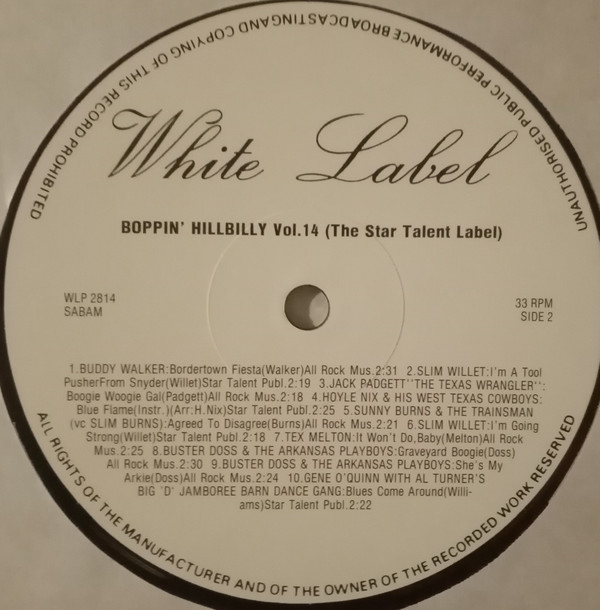 UNAUTHORISED PUBLIC PERFORMANCE BROADCASTING AND COPYING OF THIS RECORD PROHIBITED
White Label
BOPPIN' HILLBILLY Vol.14 (The Star Talent Label)
WLP 2814
SABAM
33 RPM
SIDE 2
1.BUDDY WALKER:Bordertown Fiesta(Walker)All Rock Mus.2:31 2.SLIM WILLET:I'm A Tool
PusherFrom Snyder(Willet)Star Talent Publ.2:19 3.JACK PADGETT''THE TEXAS WRANGLER'':
Boogie Woogie Gal(Padgett)All Rock Mus.2:18 4.HOYLE NIX & HIS WEST TEXAS COWBOYS:
Blue Flame(Instr.)(Arr:H.Nix)Star Talent Publ.2:25 5.SUNNY BURNS & THE TRAINSMAN
(vc SLIM BURNS):Agreed To Disagree(Burns)All Rock Mus.2:21 6.SLIM WILLET:I'm Going
Strong(Willet)Star Talent Publ.2:18 7.TEX MELTON:It Won't Do,Baby(Melton)All Rock
Mus.2:25 8.BUSTER DOSS & THE ARKANSAS PLAYBOYS:Graveyard Boogie(Doss)
All Rock Mus.2:30 9.BUSTER DOSS & THE ARKANSAS PLAYBOYS:She's My
Arkie(Doss)All Rock Mus.2:24 10.GENE O'QUINN WITH AL TURNER'S
BIG 'D' JAMBOREE BARN DANCE GANG:Blues Come Around(Willi-
ams)Star Talent Publ.2:22
ALL RIGHTS OF THE MANUFACTURER AND OF THE OWNER OF THE RECORDED WORK RESERVED